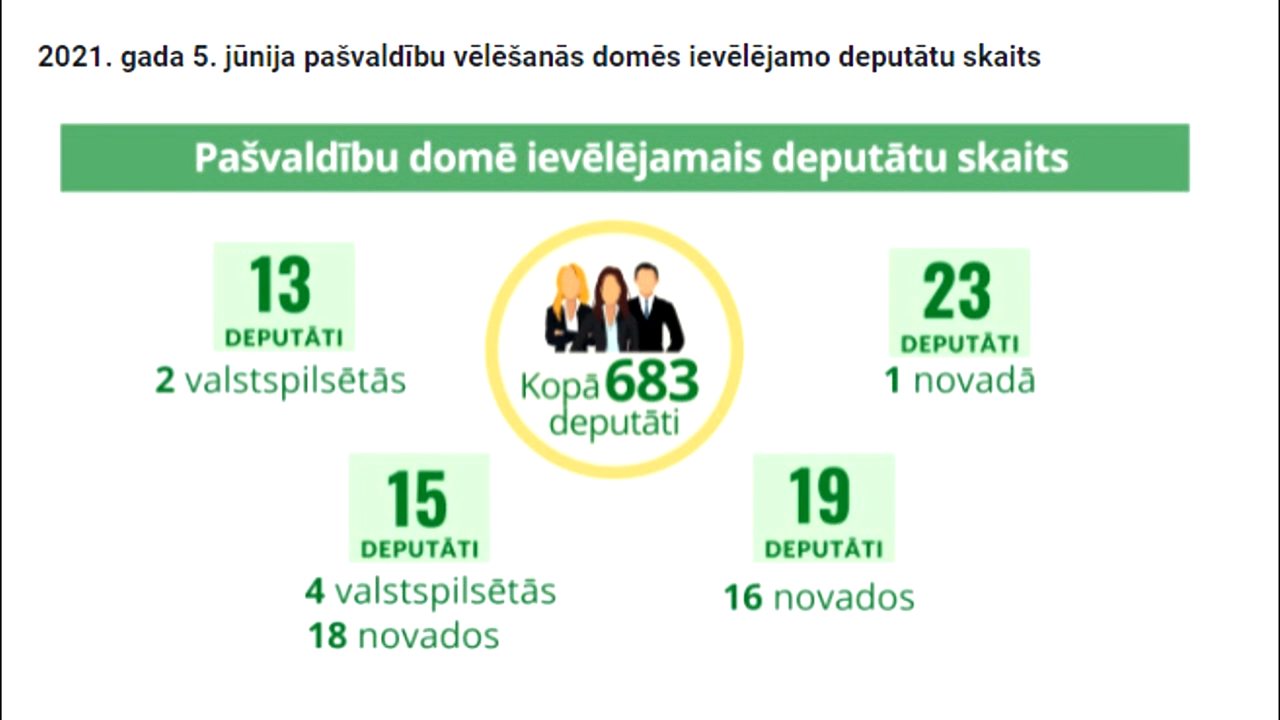 2021. gada 5. jūnija pašvaldību vēlēšanās domēs ievēlējamo deputātu skaits
Pašvaldību domē ievēlējamais deputātu skaits
13
DEPUTĀTI
2 valstspilsētās
Kopā 683
deputāti
23
DEPUTĀTI
1 novadā
15
DEPUTĀTI
4 valstspilsētās
18 novados
19
DEPUTĀTI
16 novados